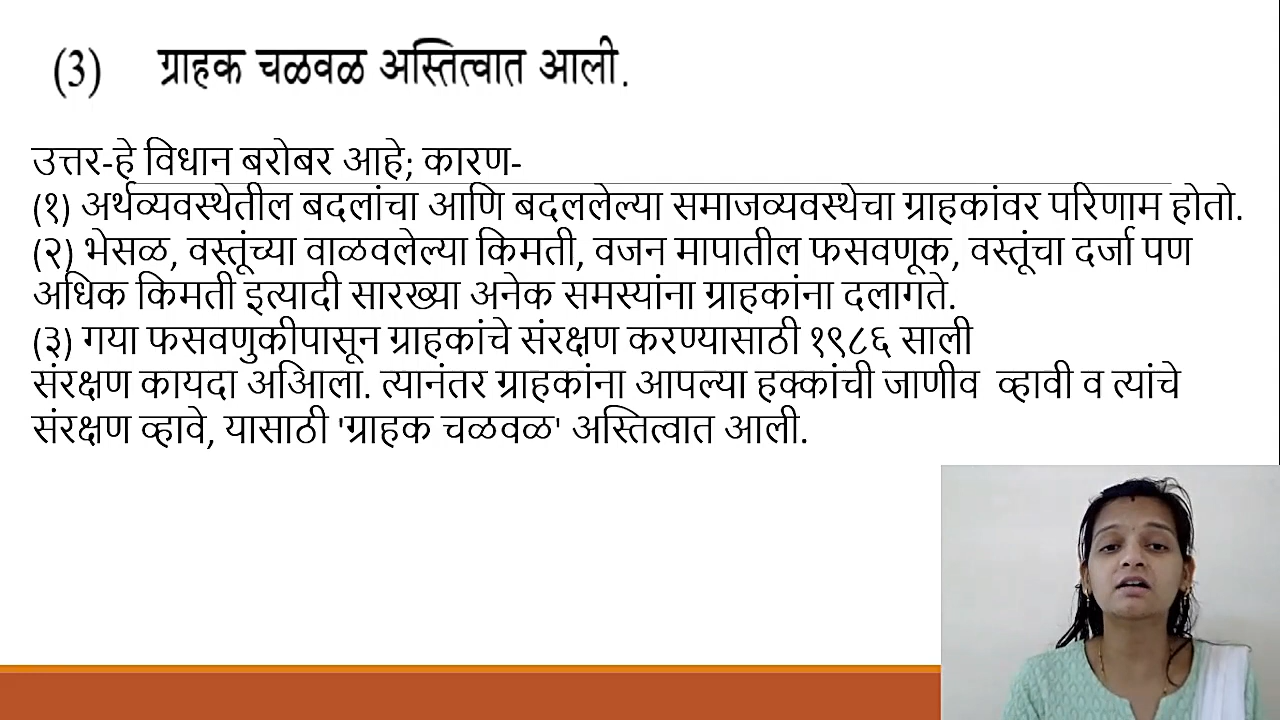 (3) ग्राहक चळवळ अस्तित्वात आली.
उत्तर-हे विधान बरोबर आहे; कारण-
(१) अर्थव्यवस्थेतील बदलांचा आणि बदललेल्या समाजव्यवस्थेचा ग्राहकांवर परिणाम होतो.
(२) भेसळ, वस्तूंच्या वाळवलेल्या किमती, वजन मापातील फसवणूक, वस्तूंचा दर्जा पण
अधिक किमती इत्यादी सारख्या अनेक समस्यांना ग्राहकांना दलागते.
(३) गया फसवणुकीपासून ग्राहकांचे संरक्षण करण्यासाठी १९८६ साली
संरक्षण कायदा अआिला. त्यानंतर ग्राहकांना आपल्या हक्कांची जाणीव व्हावी व त्यांचे
संरक्षण व्हावे, यासाठी 'ग्राहक चळवळ' अस्तित्वात आली.